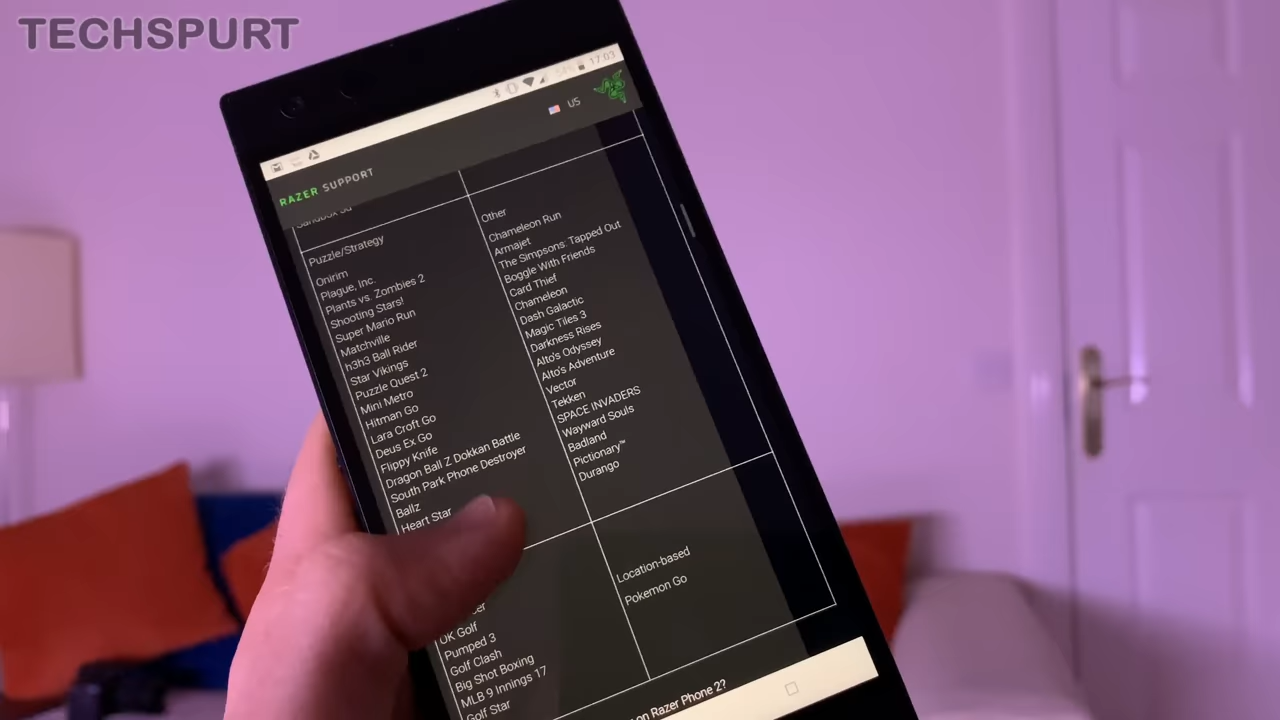 TECHSPURT
17:03
US
RAZER SUPPORT
Sandbox 3d
Puzzle/Strategy
Onirim
Plague, Inc.
Plants vs. Zombies 2
Shooting Stars!
Super Mario Run
Matchville
h3h3 Ball Rider
Star Vikings
Puzzle Quest 2
Mini Metro
Hitman Go
Lara Croft Go
Deus Ex Go
Flippy Knife
Dragon Ball Z Dokkan Battle
South Park Phone Destroyer
Ballz
Heart Star
Other
Chameleon Run
Armajet
The Simpsons: Tapped Out
Boggle With Friends
Card Thief
Chameleon
Dash Galactic
Magic Tiles 3
Darkness Rises
Alto's Odyssey
Alto's Adventure
Vector
Tekken
SPACE INVADERS
Wayward Souls
Badland
Pictionary™
Durango
OK Golf
Pumped 3
Golf Clash
Big Shot Boxing
MLB 9 Innings 17
Golf Star
Location-based
Pokemon Go
on Razer Phone 2?